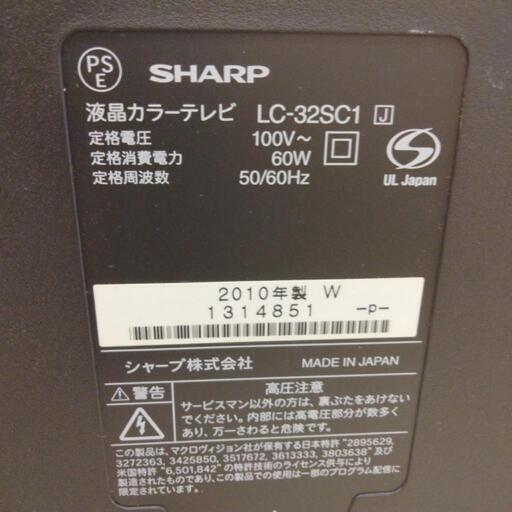 PS
E
SHARP
液晶カラーテレビ LC-32SC1 J
定格電圧 100V～
定格消費電力 60W
定格周波数 50/60Hz
UL Japan
2010年製 W
1314851 -p-
シャープ株式会社 MADE IN JAPAN
警告
高圧注意
サービスマン以外の方は、裏ぶたをあけない
でください。内部には高電圧部分が数多く
あり、万一さわると危険です。
この製品は、マクロヴィジョン社が保有する日本特許 "2895629,
3272363, 3425850, 3517672, 3613333, 3803638" 及び
米国特許 "6,501,842" の特許技術のライセンス供与により
製造された製品であり、この製品での使用は一部のプログラム配信に
限定されています。